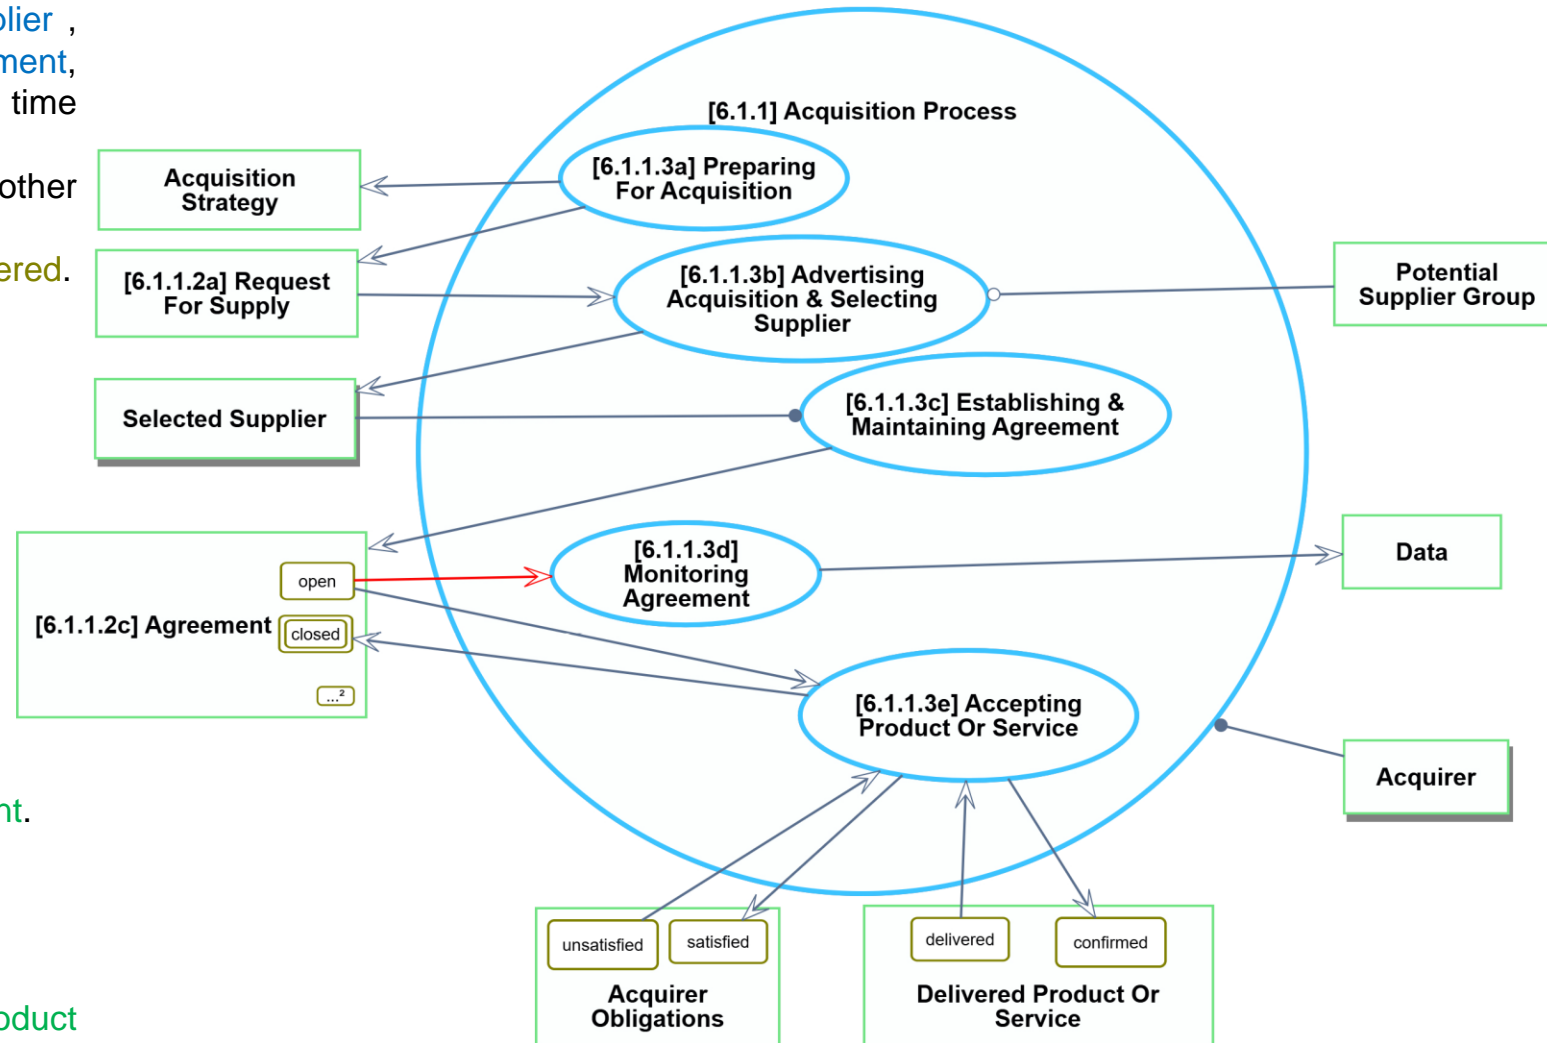 plier ,
ment,
time
other
ered.
nt.
oduct
[6.1.1] Acquisition Process
[6.1.1.3a] Preparing
For Acquisition
Acquisition
Strategy
[6.1.1.2a] Request
For Supply
[6.1.1.3b] Advertising
Acquisition & Selecting
Supplier
Potential
Supplier Group
Selected Supplier
[6.1.1.3c] Establishing &
Maintaining Agreement
[6.1.1.2c] Agreement
open
closed
...²
[6.1.1.3d]
Monitoring
Agreement
Data
[6.1.1.3e] Accepting
Product Or Service
Acquirer
unsatisfied
satisfied
Acquirer
Obligations
delivered
confirmed
Delivered Product Or
Service